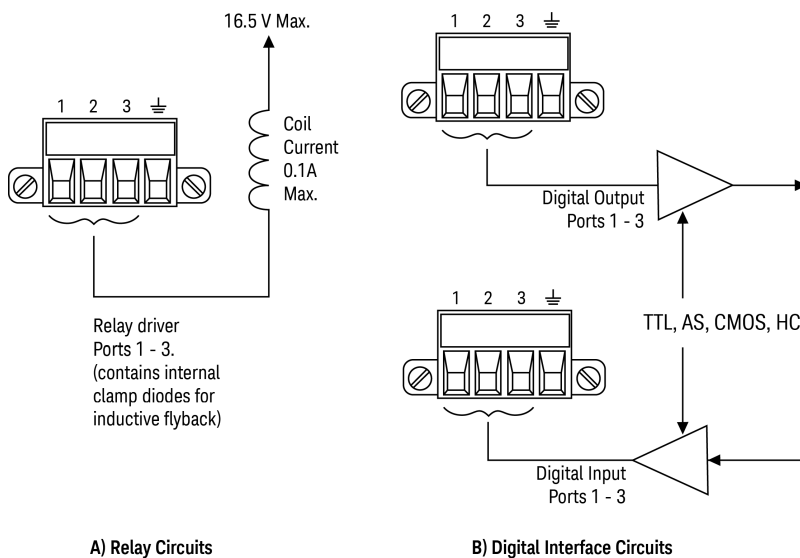 16.5 V Max.
1 2 3
Coil
Current
0.1A
Max.
Relay driver
Ports 1 - 3.
(contains internal
clamp diodes for
inductive flyback)
A) Relay Circuits
1 2 3
Digital Output
Ports 1 - 3
TTL, AS, CMOS, HC
1 2 3
Digital Input
Ports 1 - 3
B) Digital Interface Circuits